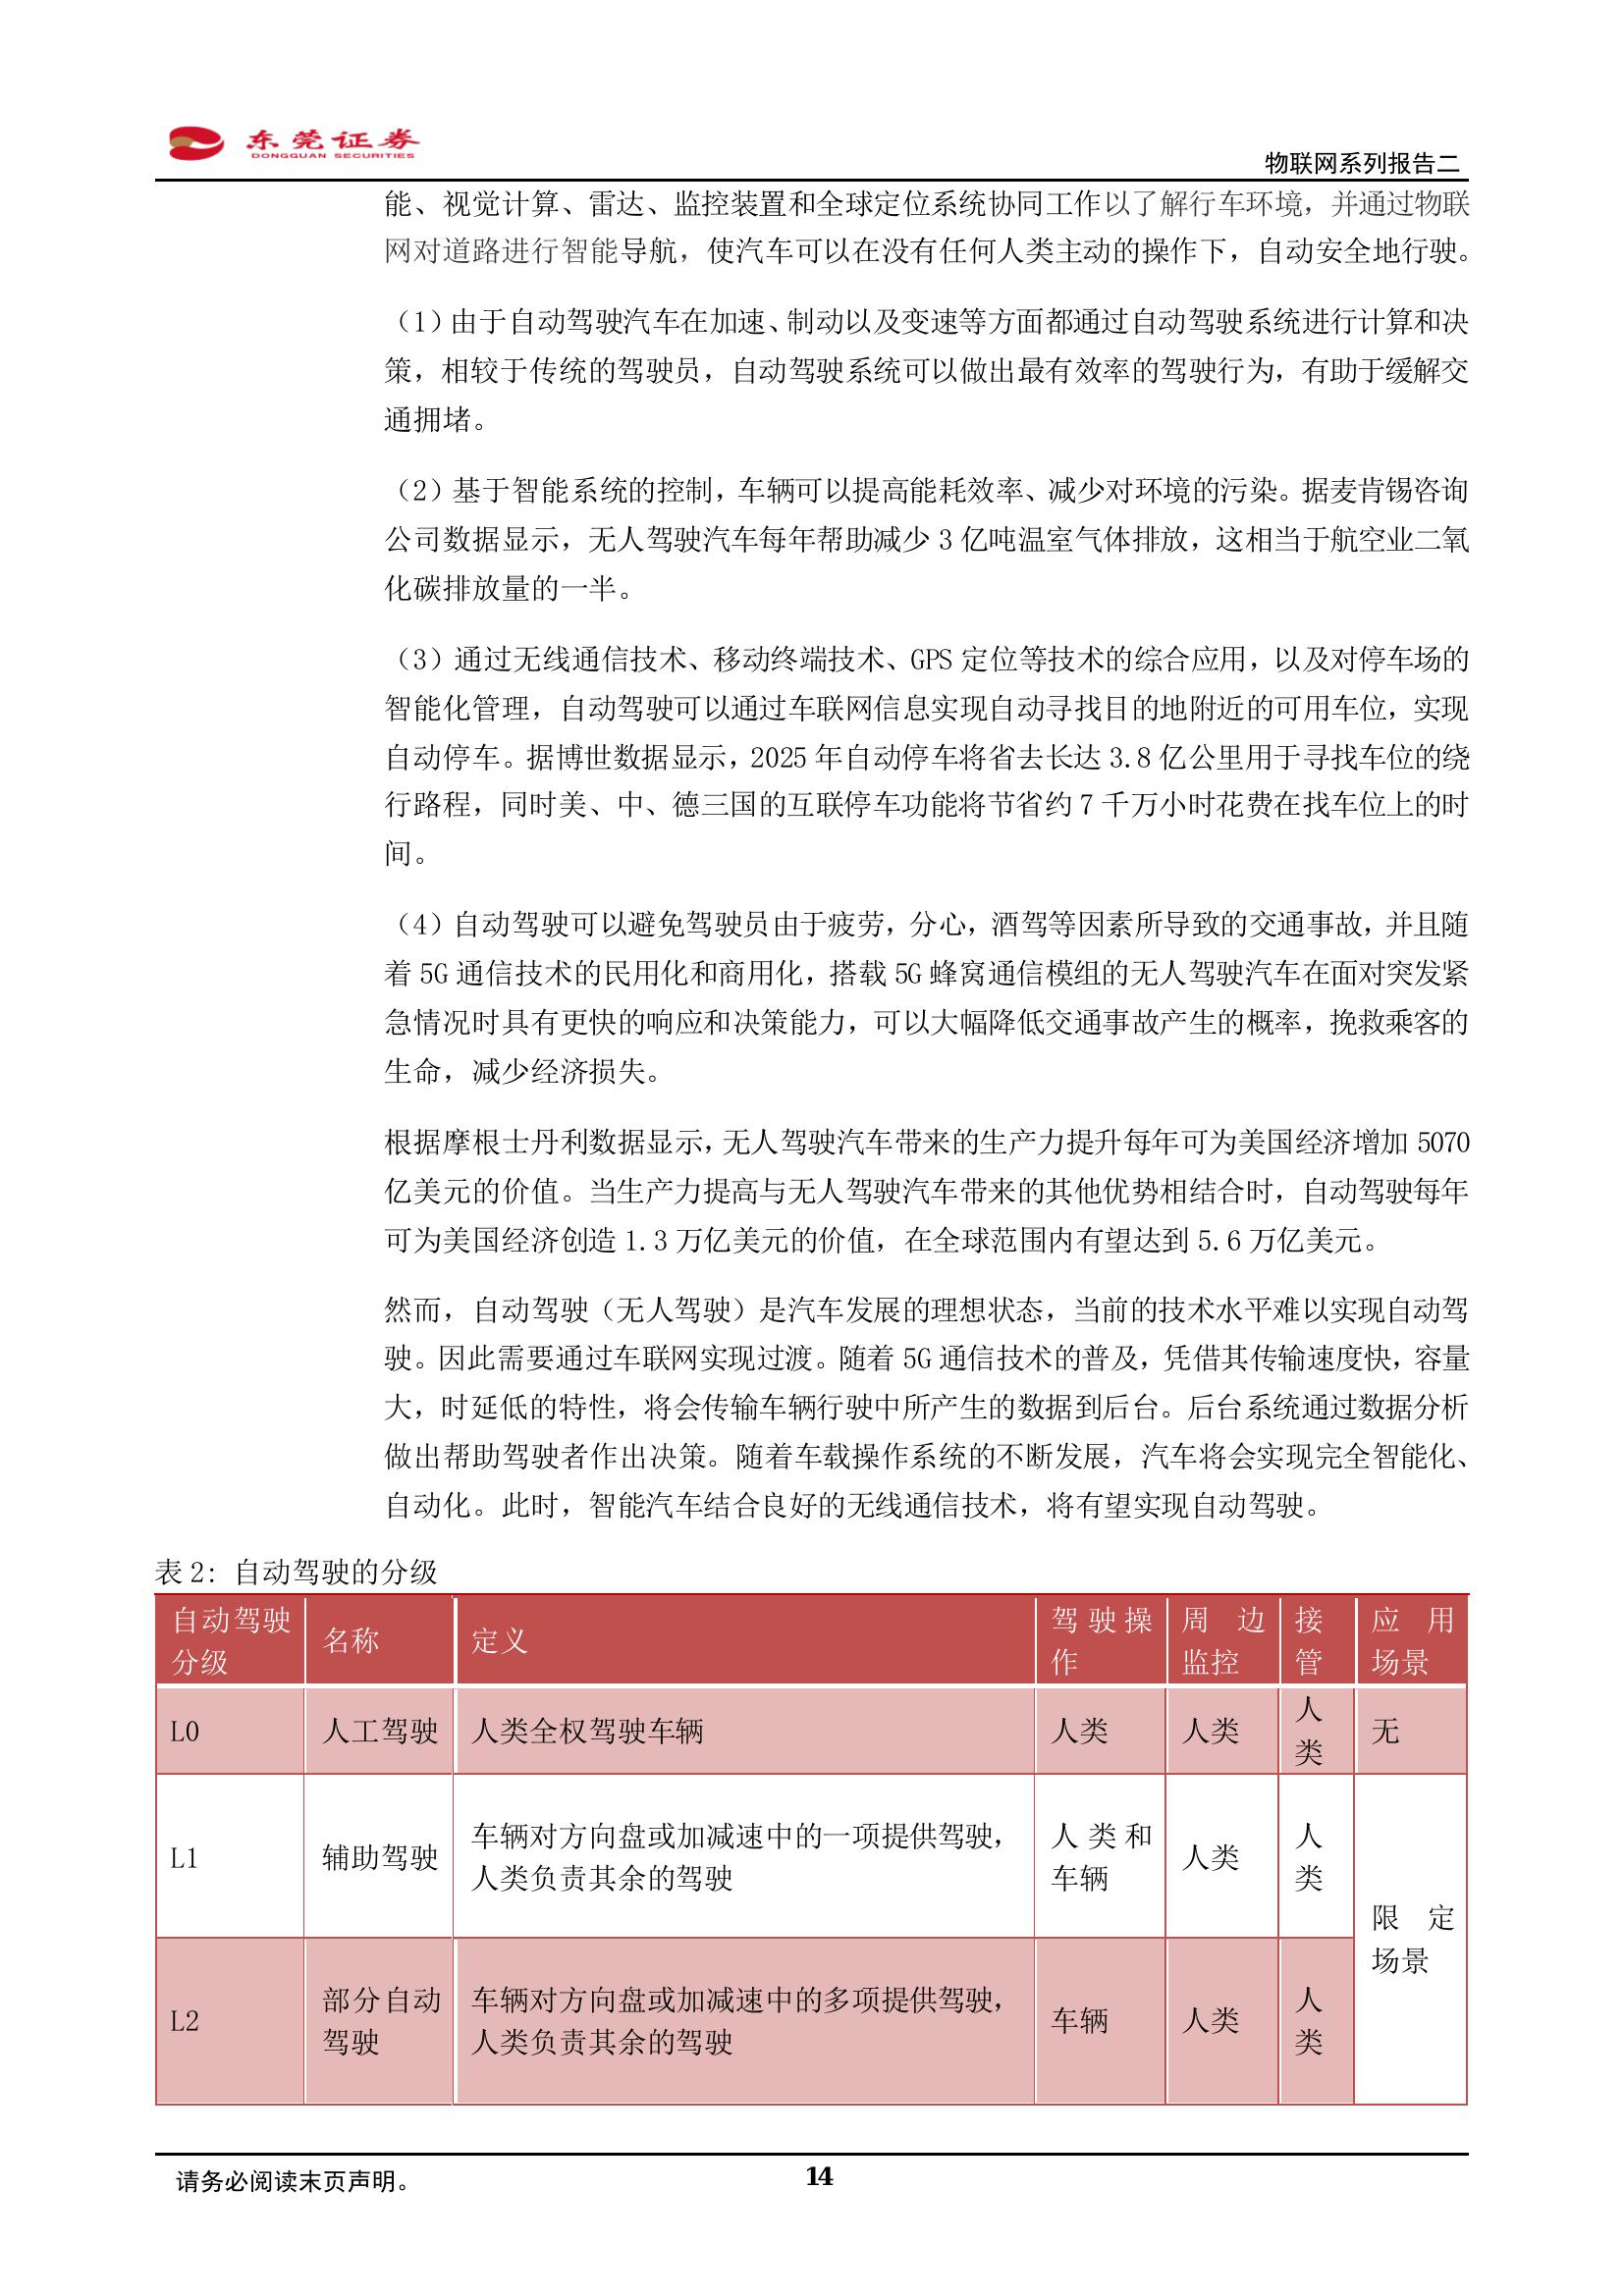 东莞证券
DONGGUAN SECURITIES
物联网系列报告二
能、视觉计算、雷达、监控装置和全球定位系统协同工作以了解行车环境，并通过物联
网对道路进行智能导航，使汽车可以在没有任何人类主动的操作下，自动安全地行驶。
（1）由于自动驾驶汽车在加速、制动以及变速等方面都通过自动驾驶系统进行计算和决
策，相较于传统的驾驶员，自动驾驶系统可以做出最有效率的驾驶行为，有助于缓解交
通拥堵。
（2）基于智能系统的控制，车辆可以提高能耗效率、减少对环境的污染。据麦肯锡咨询
公司数据显示，无人驾驶汽车每年帮助减少 3 亿吨温室气体排放，这相当于航空业二氧
化碳排放量的一半。
（3）通过无线通信技术、移动终端技术、GPS 定位等技术的综合应用，以及对停车场的
智能化管理，自动驾驶可以通过车联网信息实现自动寻找目的地附近的可用车位，实现
自动停车。据博世数据显示，2025 年自动停车将省去长达 3.8 亿公里用于寻找车位的绕
行路程，同时美、中、德三国的互联停车功能将节省约 7 千万小时花费在找车位上的时
间。
（4）自动驾驶可以避免驾驶员由于疲劳，分心，酒驾等因素所导致的交通事故，并且随
着 5G 通信技术的民用化和商用化，搭载 5G 蜂窝通信模组的无人驾驶汽车在面对突发紧
急情况时具有更快的响应和决策能力，可以大幅降低交通事故产生的概率，挽救乘客的
生命，减少经济损失。
根据摩根士丹利数据显示，无人驾驶汽车带来的生产力提升每年可为美国经济增加 5070
亿美元的价值。当生产力提高与无人驾驶汽车带来的其他优势相结合时，自动驾驶每年
可为美国经济创造 1.3 万亿美元的价值，在全球范围内有望达到 5.6 万亿美元。
然而，自动驾驶（无人驾驶）是汽车发展的理想状态，当前的技术水平难以实现自动驾
驶。因此需要通过车联网实现过渡。随着 5G 通信技术的普及，凭借其传输速度快，容量
大，时延低的特性，将会传输车辆行驶中所产生的数据到后台。后台系统通过数据分析
做出帮助驾驶者作出决策。随着车载操作系统的不断发展，汽车将会实现完全智能化、
自动化。此时，智能汽车结合良好的无线通信技术，将有望实现自动驾驶。
表 2: 自动驾驶的分级
自动驾驶
分级
名称
定义
驾驶操
作
周边
监控
接
管
应用
场景
L0
人工驾驶
人类全权驾驶车辆
人类
人类
人
类
无
L1
辅助驾驶
车辆对方向盘或加减速中的一项提供驾驶，
人类负责其余的驾驶
人类和
车辆
人类
人
类
限定
场景
L2
部分自动
驾驶
车辆对方向盘或加减速中的多项提供驾驶，
人类负责其余的驾驶
车辆
人类
人
类
请务必阅读末页声明。
14